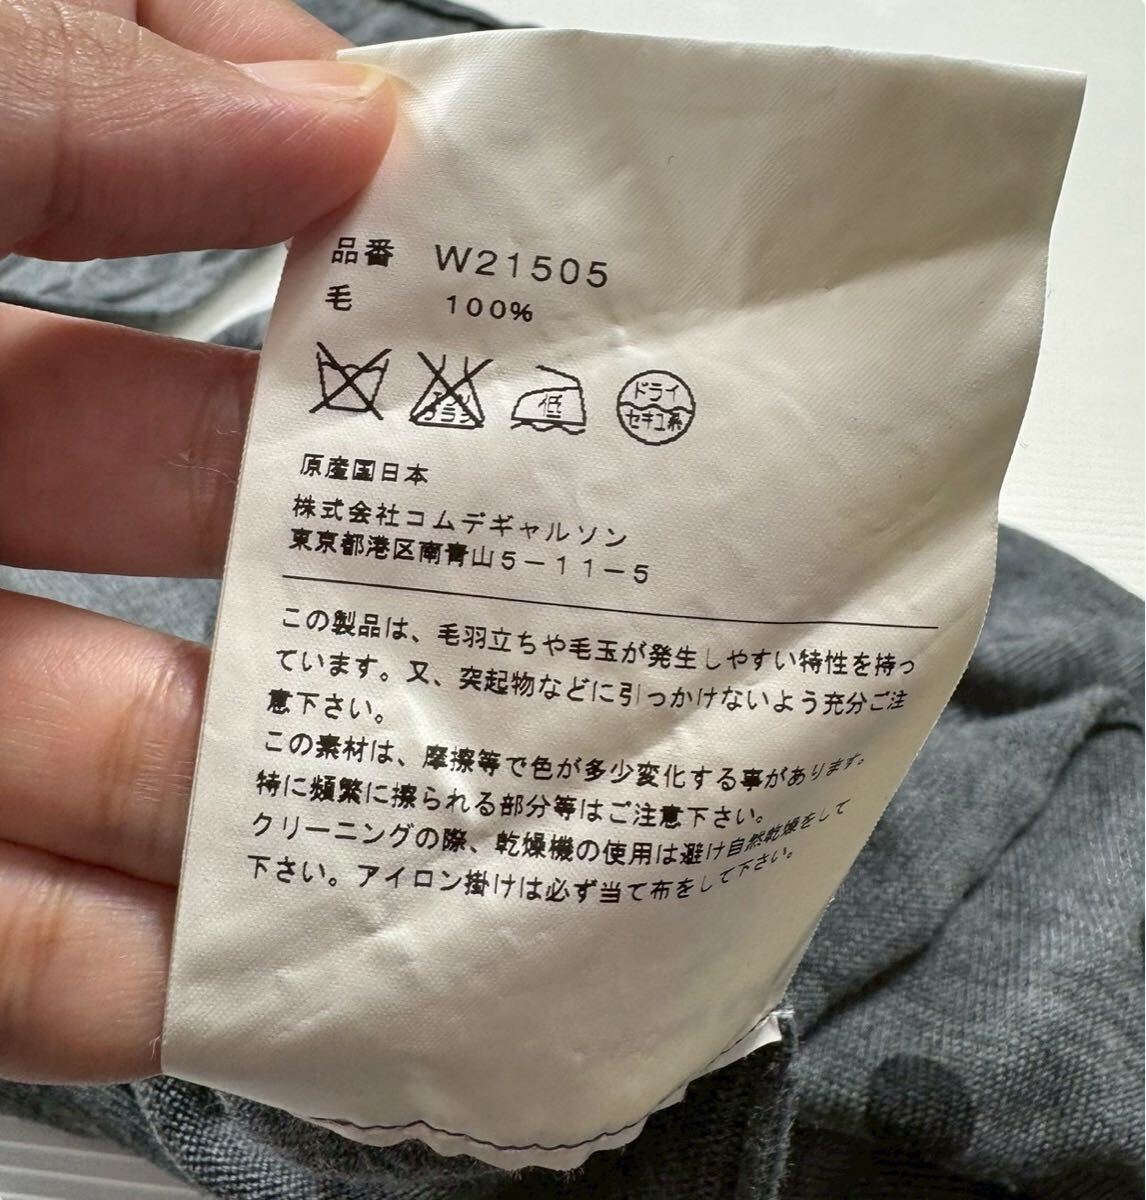 品番 W21505
毛 100%
エンソ
ブラシ
低
ドライ
セキユ系
原産国日本
株式会社コムデギャルソン
東京都港区南青山5-11-5
この製品は、毛羽立ちや毛玉が発生しやすい特性を持っ
ています。又、突起物などに引っかけないよう充分ご注
意下さい。
この素材は、摩擦等で色が多少変化する事があります。
特に頻繁に擦られる部分等はご注意下さい。
クリーニングの際、乾燥機の使用は避け自然乾燥をして
下さい。アイロン掛けは必ず当て布をして下さい。